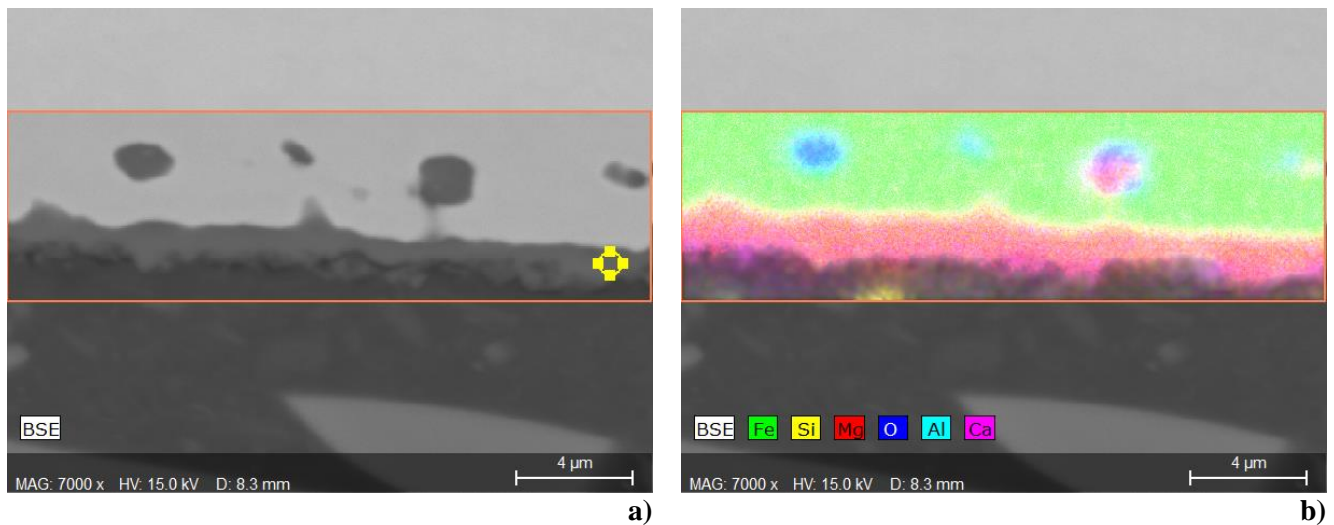 BSE
4 µm
MAG: 7000 x HV: 15.0 kV D: 8.3 mm
a)
BSE Fe Si Mg O Al Ca
4 µm
MAG: 7000 x HV: 15.0 kV D: 8.3 mm
b)